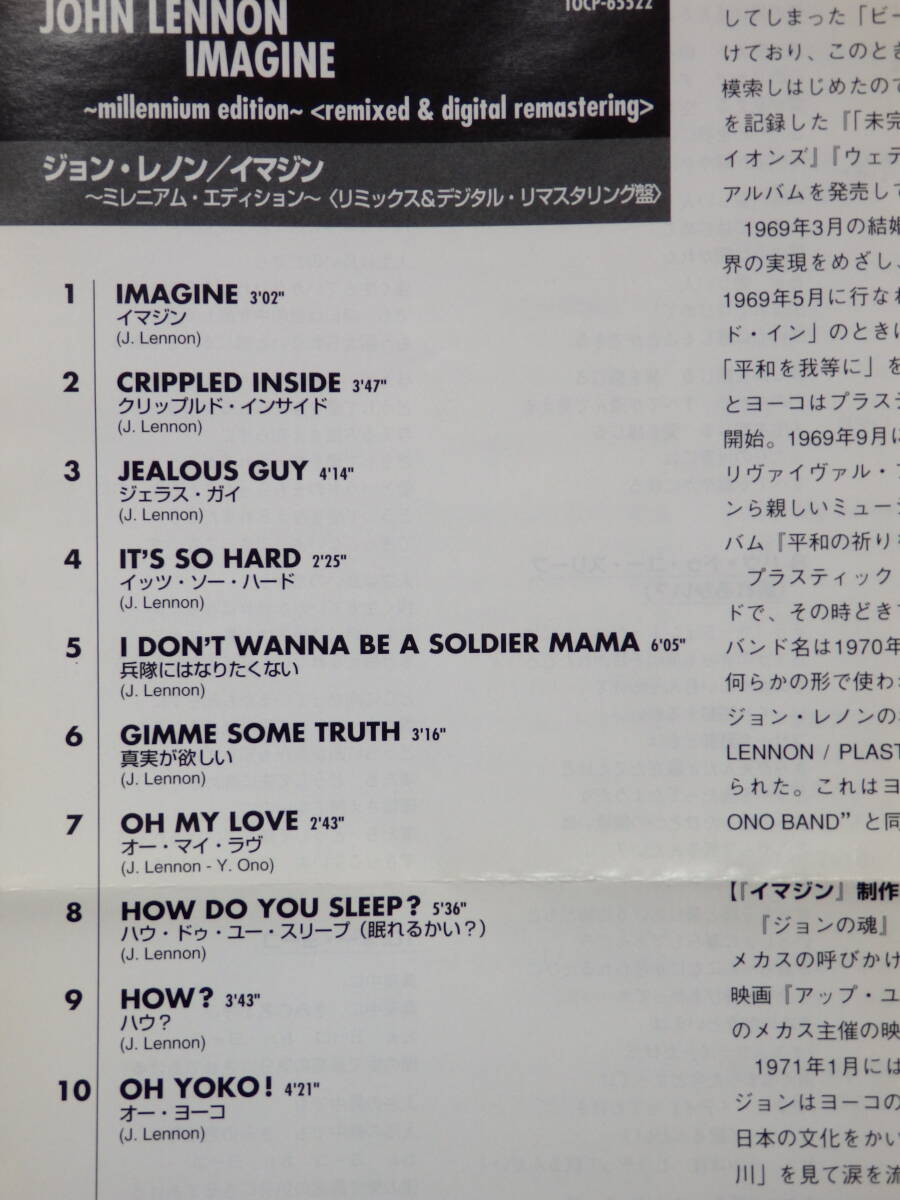 TOCP-65522
JOHN LENNON
IMAGINE
~millennium edition~ <remixed & digital remastering>
ジョン・レノン／イマジン
～ミレニアム・エディション～〈リミックス&デジタル・リマスタリング盤〉
1 IMAGINE 3'02"
イマジン
(J. Lennon)
2 CRIPPLED INSIDE 3'47"
クリップルド・インサイド
(J. Lennon)
3 JEALOUS GUY 4'14"
ジェラス・ガイ
(J. Lennon)
4 IT'S SO HARD 2'25"
イッツ・ソー・ハード
(J. Lennon)
5 I DON'T WANNA BE A SOLDIER MAMA 6'05"
兵隊にはなりたくない
(J. Lennon)
6 GIMME SOME TRUTH 3'16"
真実が欲しい
(J. Lennon)
7 OH MY LOVE 2'43"
オー・マイ・ラヴ
(J. Lennon - Y. Ono)
8 HOW DO YOU SLEEP? 5'36"
ハウ・ドゥ・ユー・スリープ（眠れるかい？）
(J. Lennon)
9 HOW? 3'43"
ハウ？
(J. Lennon)
10 OH YOKO! 4'21"
オー・ヨーコ
(J. Lennon)
してしまった「ビー
けており、このとき
模索しはじめたので
を記録した『「未完
イオンズ』『ウェデ
アルバムを発売して
1969年3月の結婚
界の実現をめざし、
1969年5月に行な
ド・イン」のときに
「平和を我等に」を
とヨーコはプラステ
開始。1969年9月に
リヴァイヴァル・
ンら親しいミュー
バム『平和の祈り
プラスティック
ドで、その時どき
バンド名は1970年
何らかの形で使わ
ジョン・レノンの
LENNON / PLAST
られた。これはヨ
ONO BAND”と同
【『イマジン』制作
『ジョンの魂』
メカスの呼びかけ
映画『アップ・ユ
のメカス主催の映
1971年1月には
ジョンはヨーコの
日本の文化をかい
川」を見て涙を流